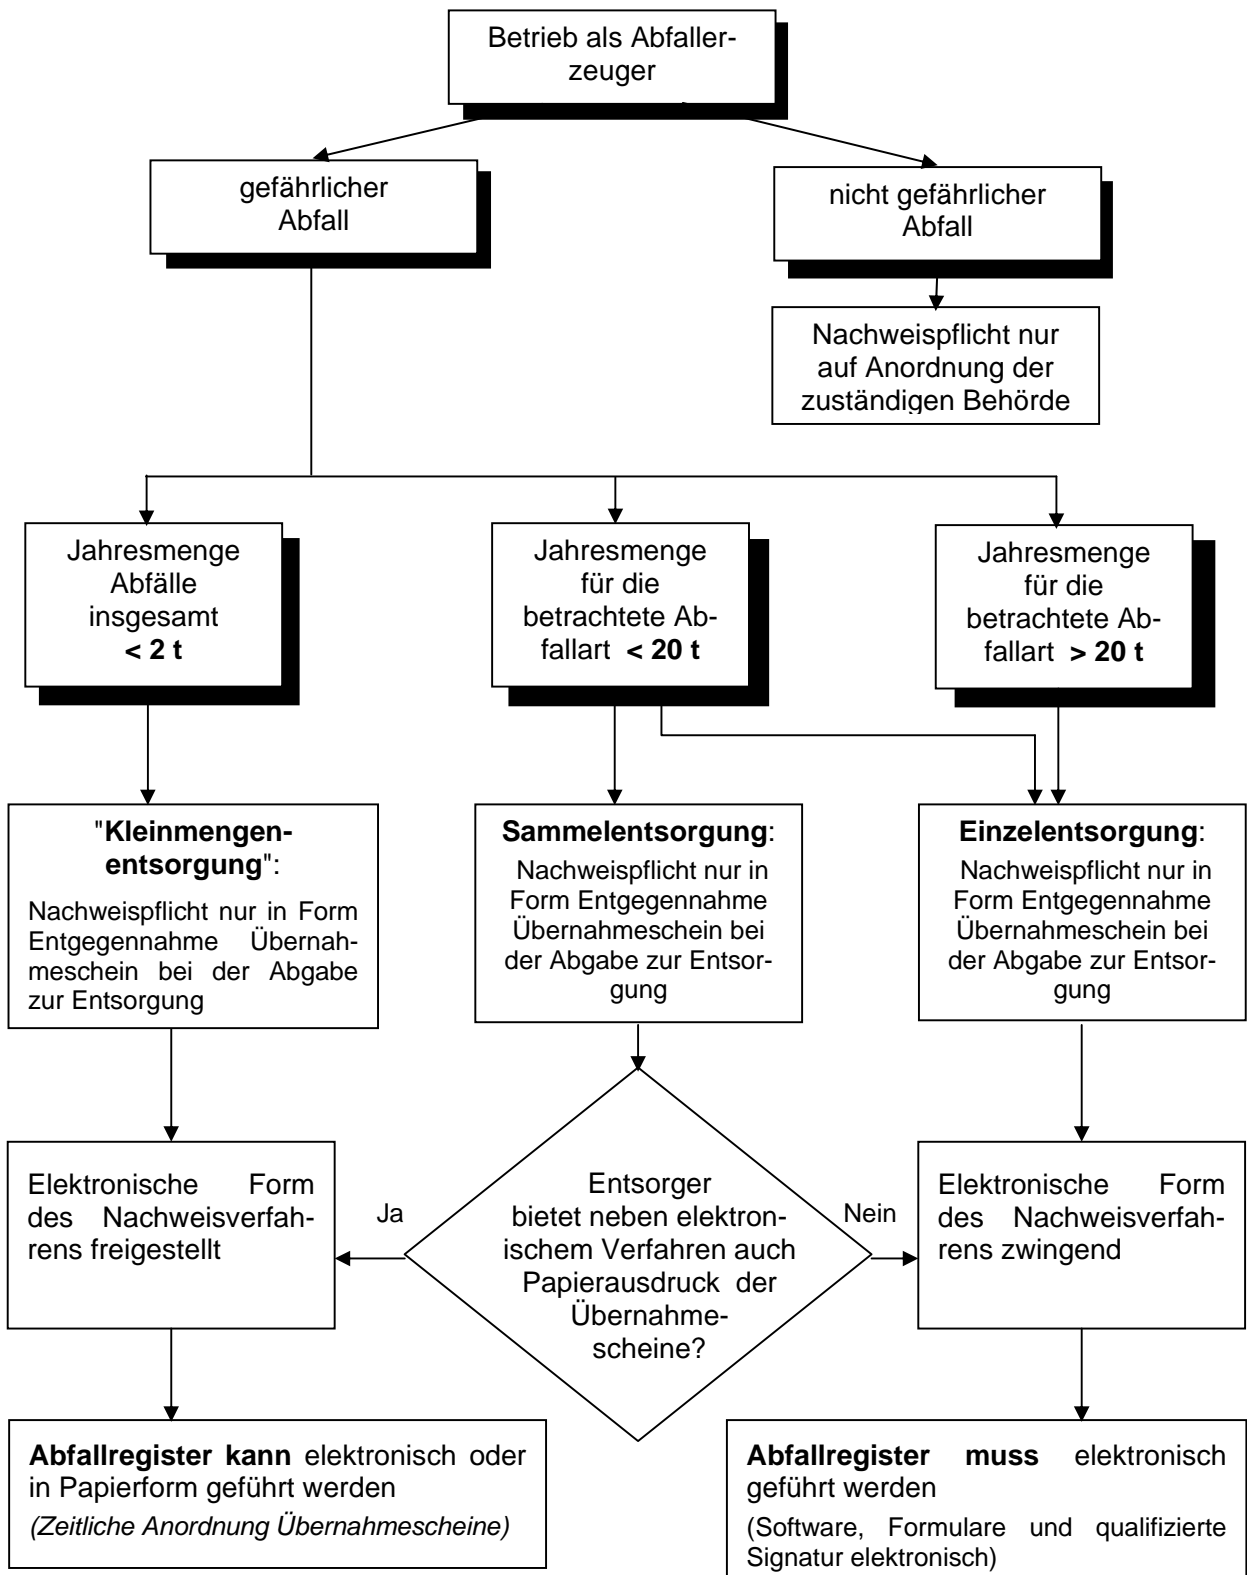 Betrieb als Abfaller-
zeuger
gefährlicher
Abfall
nicht gefährlicher
Abfall
Nachweispflicht nur
auf Anordnung der
zuständigen Behörde
Jahresmenge
Abfälle
insgesamt
< 2 t
Jahresmenge
für die
betrachtete Ab-
fallart < 20 t
Jahresmenge
für die
betrachtete Ab-
fallart > 20 t
"Kleinmengen-
entsorgung":
Nachweispflicht nur in Form
Entgegennahme Übernah-
meschein bei der Abgabe
zur Entsorgung
Sammelentsorgung:
Nachweispflicht nur in
Form Entgegennahme
Übernahmeschein bei
der Abgabe zur Entsor-
gung
Einzelentsorgung:
Nachweispflicht nur in
Form Entgegennahme
Übernahmeschein bei
der Abgabe zur Entsor-
gung
Elektronische Form
des Nachweisverfah-
rens freigestellt
Ja
Entsorger
bietet neben elektron-
ischem Verfahren auch
Papierausdruck der
Übernahme-
scheine?
Nein
Elektronische Form
des Nachweisverfah-
rens zwingend
Abfallregister kann elektronisch oder
in Papierform geführt werden
(Zeitliche Anordnung Übernahmescheine)
Abfallregister muss elektronisch
geführt werden
(Software, Formulare und qualifizierte
Signatur elektronisch)